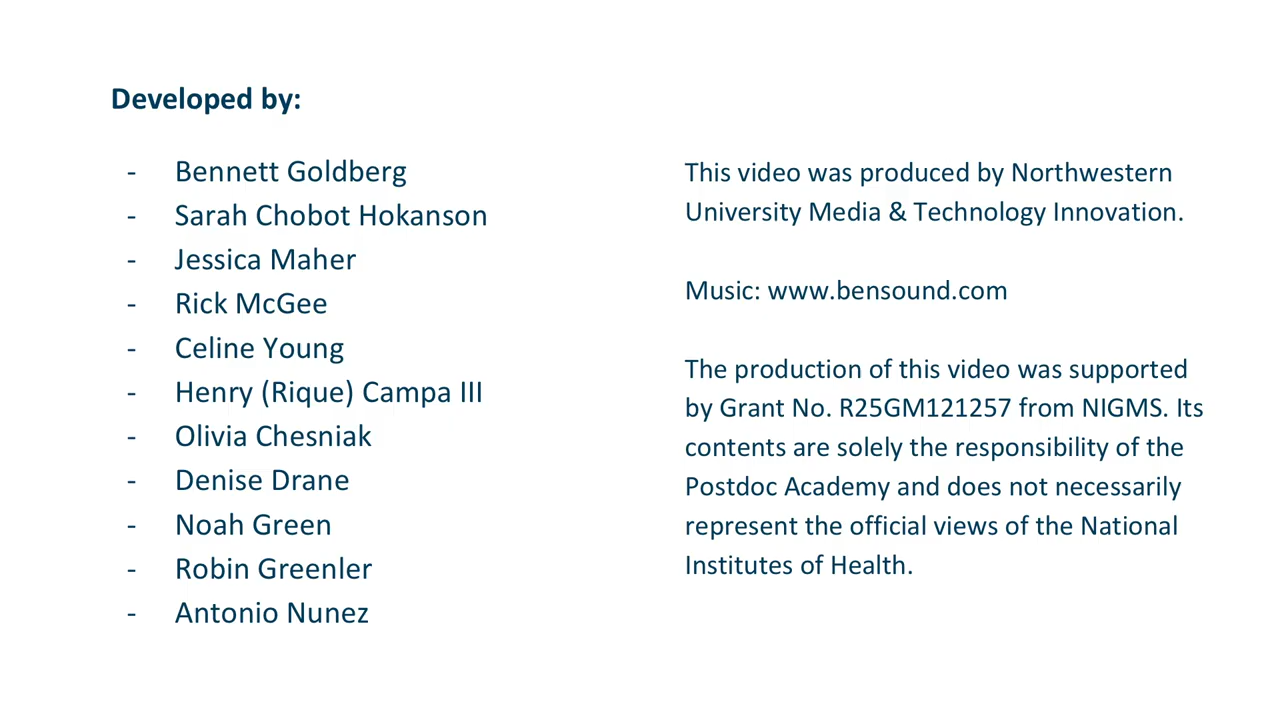 Developed by:
- Bennett Goldberg
- Sarah Chobot Hokanson
- Jessica Maher
- Rick McGee
- Celine Young
- Henry (Rique) Campa III
- Olivia Chesniak
- Denise Drane
- Noah Green
- Robin Greenler
- Antonio Nunez
This video was produced by Northwestern
University Media & Technology Innovation.
Music: www.bensound.com
The production of this video was supported
by Grant No. R25GM121257 from NIGMS. Its
contents are solely the responsibility of the
Postdoc Academy and does not necessarily
represent the official views of the National
Institutes of Health.